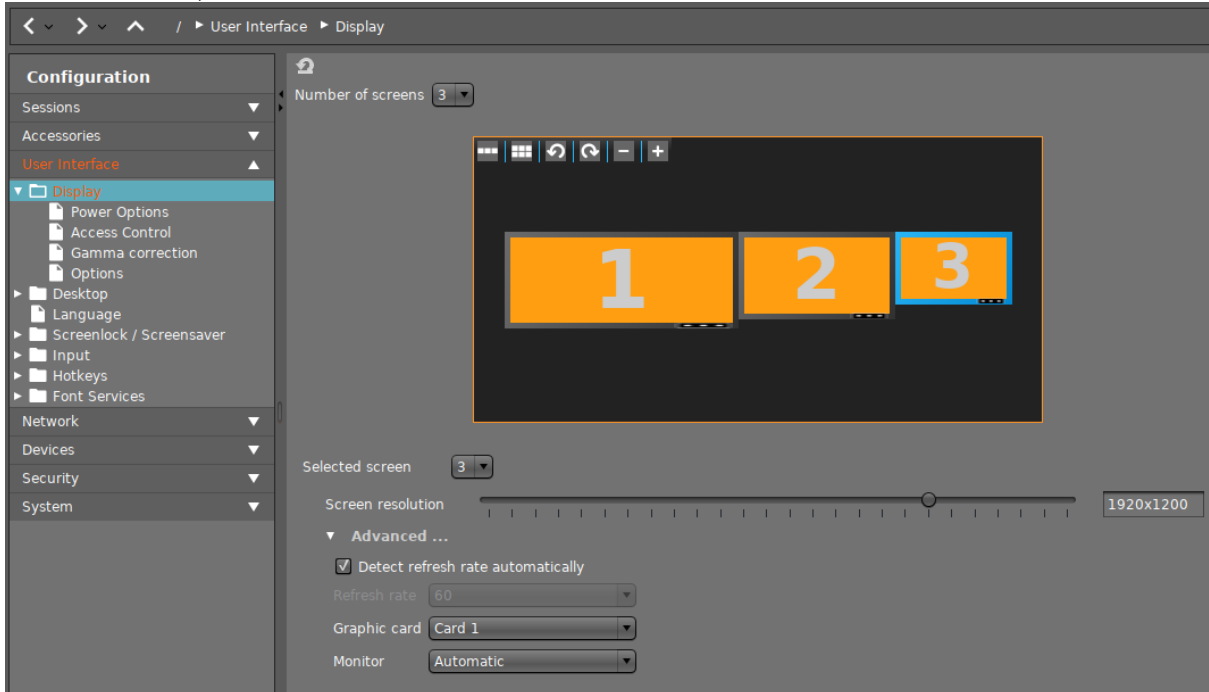 / User Interface Display
Configuration
Sessions
Accessories
User Interface
Display
Power Options
Access Control
Gamma correction
Options
Desktop
Language
Screenlock / Screensaver
Input
Hotkeys
Font Services
Network
Devices
Security
System
Number of screens 3
1 2 3
Selected screen 3
Screen resolution 1920x1200
Advanced ...
Detect refresh rate automatically
Refresh rate 60
Graphic card Card 1
Monitor Automatic